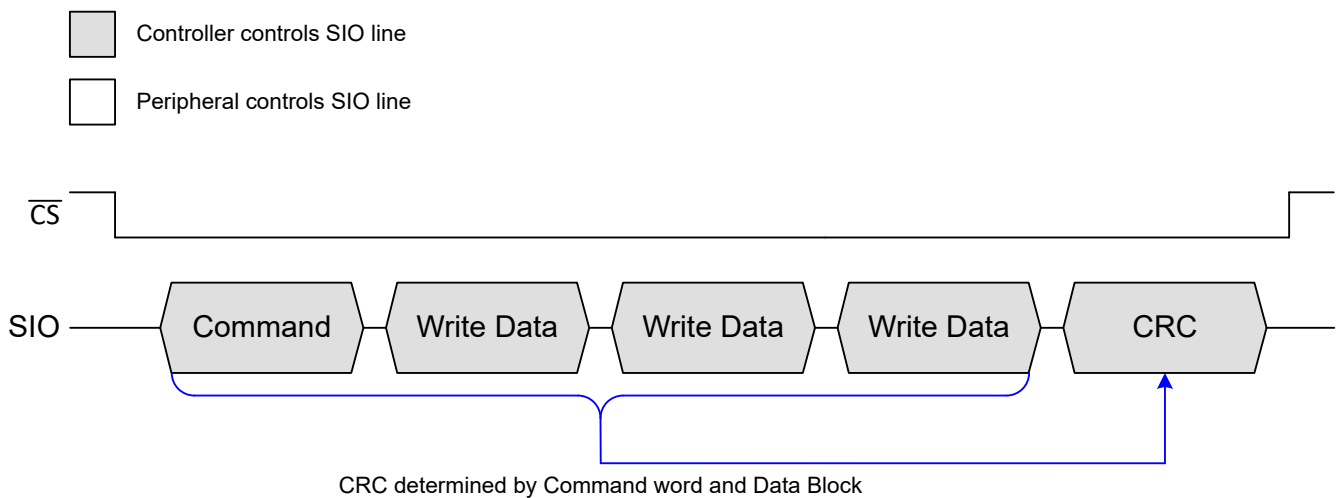 Controller controls SIO line
Peripheral controls SIO line
CS
SIO
Command
Write Data
Write Data
Write Data
CRC
CRC determined by Command word and Data Block